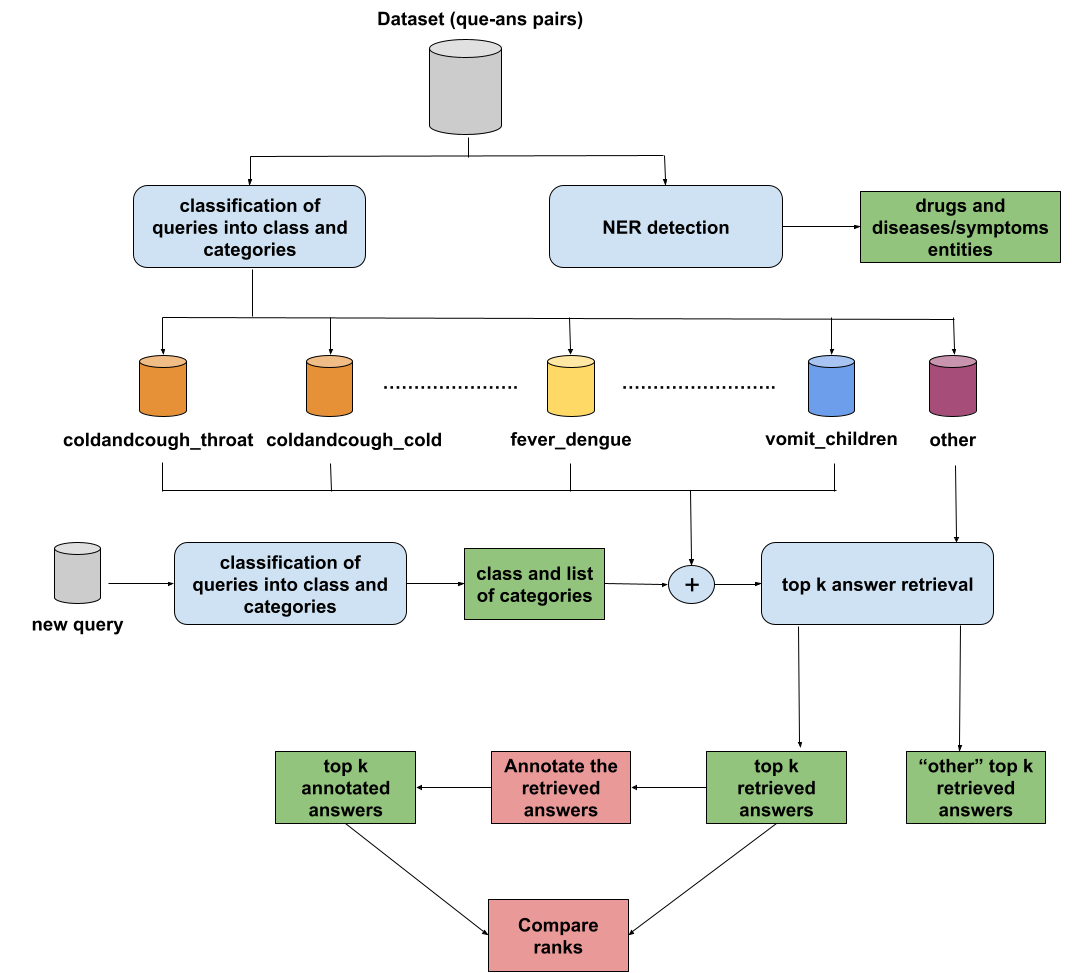 Dataset (que-ans pairs)
classification of
queries into class and
categories
NER detection
drugs and
diseases/symptoms
entities
coldandcough_throat
coldandcough_cold
fever_dengue
vomit_children
other
new query
classification of
queries into class and
categories
class and list
of categories
+
top k answer retrieval
top k
annotated
answers
Annotate the
retrieved
answers
top k
retrieved
answers
“other” top k
retrieved
answers
Compare
ranks